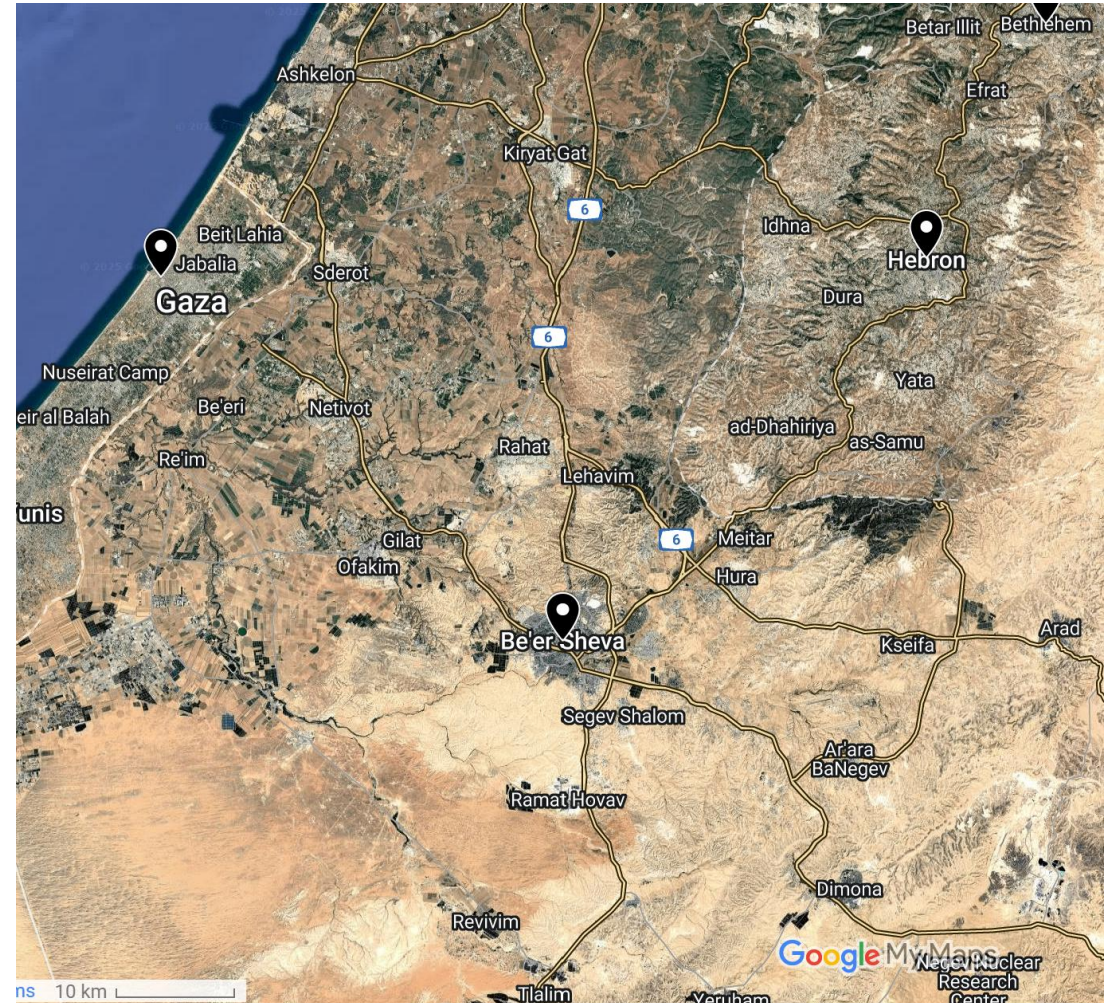 Betar Illit
Bethlehem
Ashkelon
Efrat
Kiryat Gat
6
Idhna
Beit Lahia
Jabalia
Hebron
Sderot
Gaza
Dura
6
Nuseirat Camp
Yata
Be'eri
Netivot
eir al Balah
ad-Dhahiriya
as-Samu
Rahat
Re'im
Lehavim
unis
6
Meitar
Gilat
Ofakim
Hura
Arad
Be'er Sheva
Kseifa
Segev Shalom
Ar'ara
BaNegev
Ramat Hovav
Dimona
Revivim
Google My Maps
Negev Nuclear
Research
Center
Tlalim
Yeruham
ns 10 km